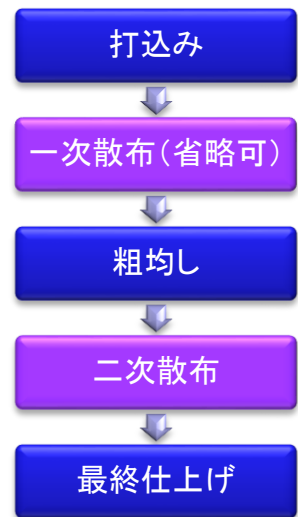 打込み
一次散布（省略可）
粗均し
二次散布
最終仕上げ